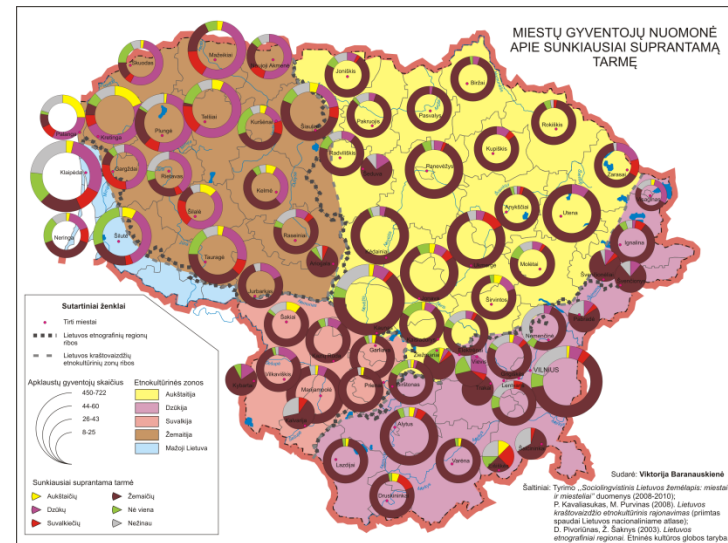 MIESTŲ GYVENTOJŲ NUOMONĖ
APIE SUNKIAUSIAI SUPRANTAMĄ
TARMĘ
Skuodas
Mažeikiai
Naujoji Akmenė
Joniškis
Biržai
Palanga
Kretinga
Plungė
Telšiai
Kuršėnai
Šiauliai
Pakruojis
Pasvalys
Rokiškis
Radviliškis
Kupiškis
Panevėžys
Klaipėda
Gargždai
Rietavas
Zarasai
Kelmė
Šilalė
Anykščiai
Utena
Neringa
Šilutė
Raseiniai
Ignalina
Tauragė
Molėtai
Jurbarkas
Širvintos
Šakiai
Nemenčinė
Garliava
VILNIUS
Vilkaviškis
Prienai
Marijampolė
Birštonas
Alytus
Lazdijai
Varėna
Druskininkai
Sutartiniai ženklai
Tirti miestai
Lietuvos etnografinių regionų
ribos
Lietuvos kraštovaizdžių
etnokultūrinių zonų ribos
Apklaustų gyventojų skaičius
450-722
44-60
26-43
8-25
Etnokultūrinės zonos
Aukštaitija
Dzūkija
Suvalkija
Žemaitija
Mažoji Lietuva
Sunkiausiai suprantama tarmė
Aukštaičių
Žemaičių
Dzūkų
Nė viena
Suvalkiečių
Nežinau
Sudarė: Viktorija Baranauskienė
Šaltiniai: Tyrimo „Sociolingvistinis Lietuvos žemėlapis: miestai
ir miesteliai" duomenys (2008-2010);
P. Kavaliauskas, M. Purvinas (2008). Lietuvos
kraštovaizdžio etnokultūrinis rajonavimas (priimtas
spaudai Lietuvos nacionaliniame atlase);
D. Pivoriūnas, Ž. Šaknys (2003). Lietuvos
etnografiniai regionai. Etninės kultūros globos taryba.